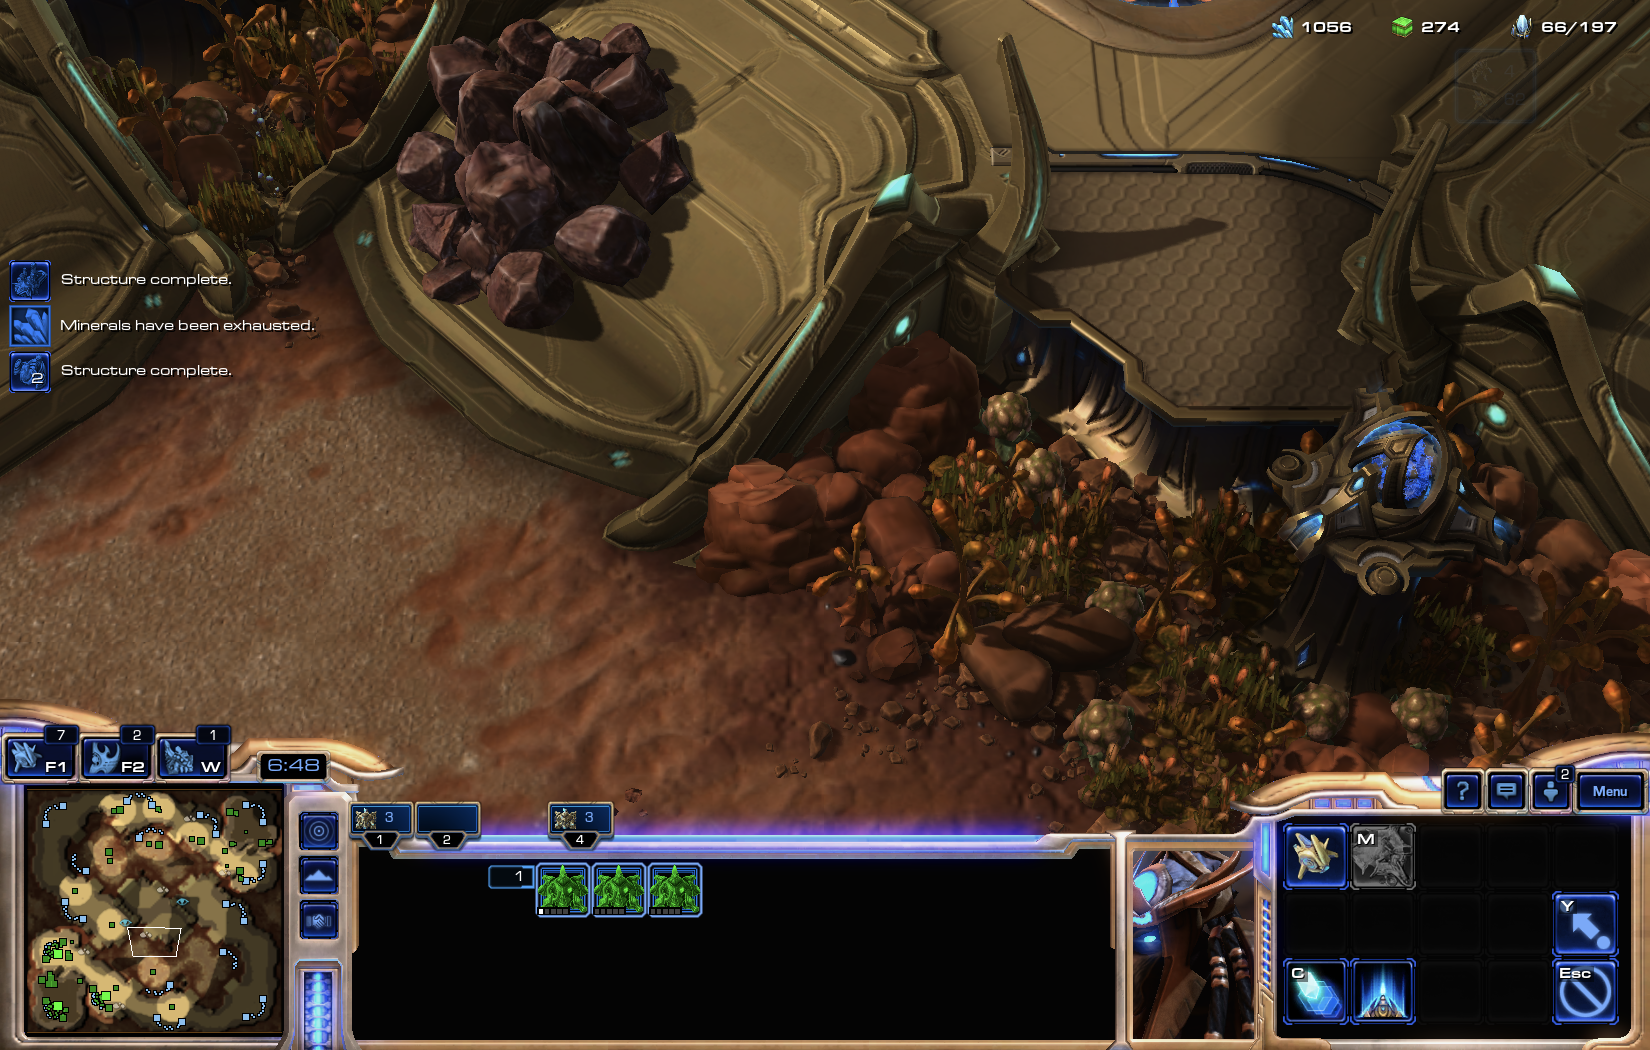 1056 274 66/197
Structure complete.
Minerals have been exhausted.
2 Structure complete.
7 2 1
F1 F2 W
6:48
2
? Menu
3 3
1 2 4
1
M
Y
C Esc